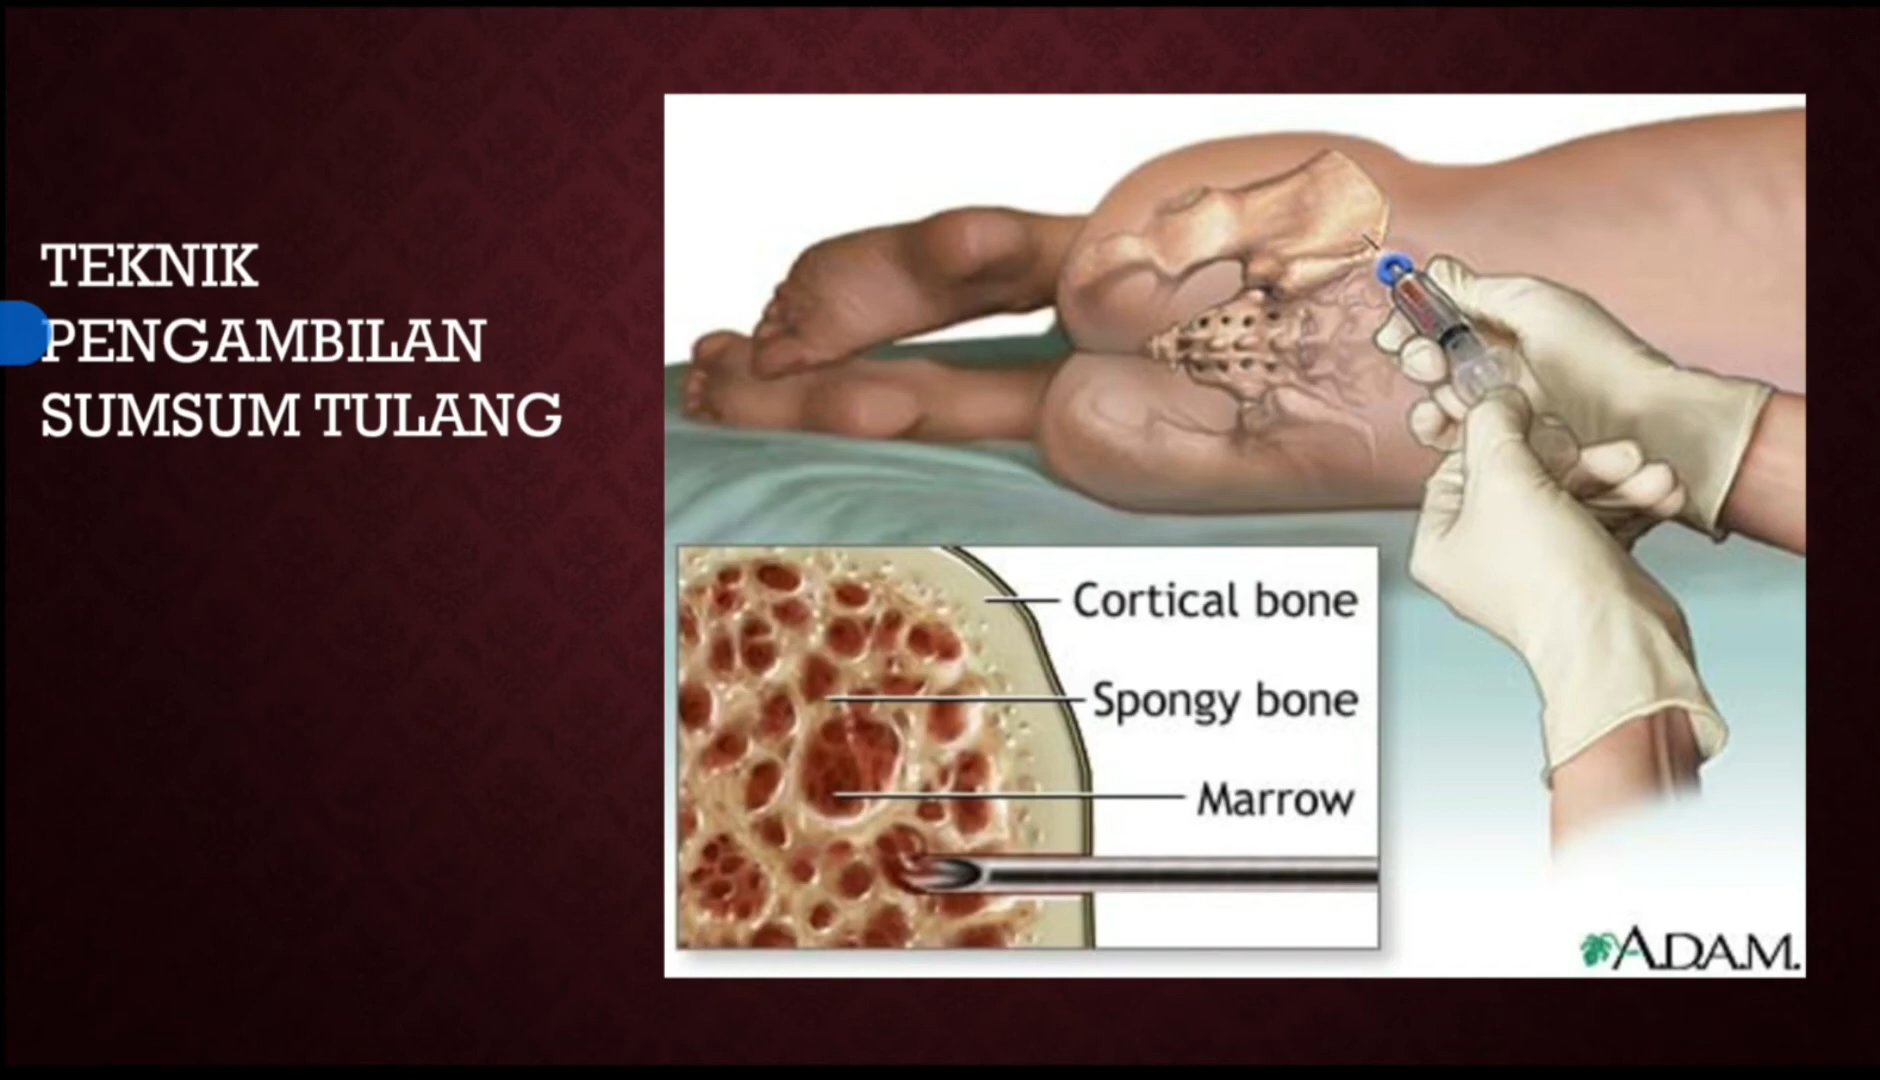 TEKNIK
PENGAMBILAN
SUMSUM TULANG
Cortical bone
Spongy bone
Marrow
A.D.A.M.